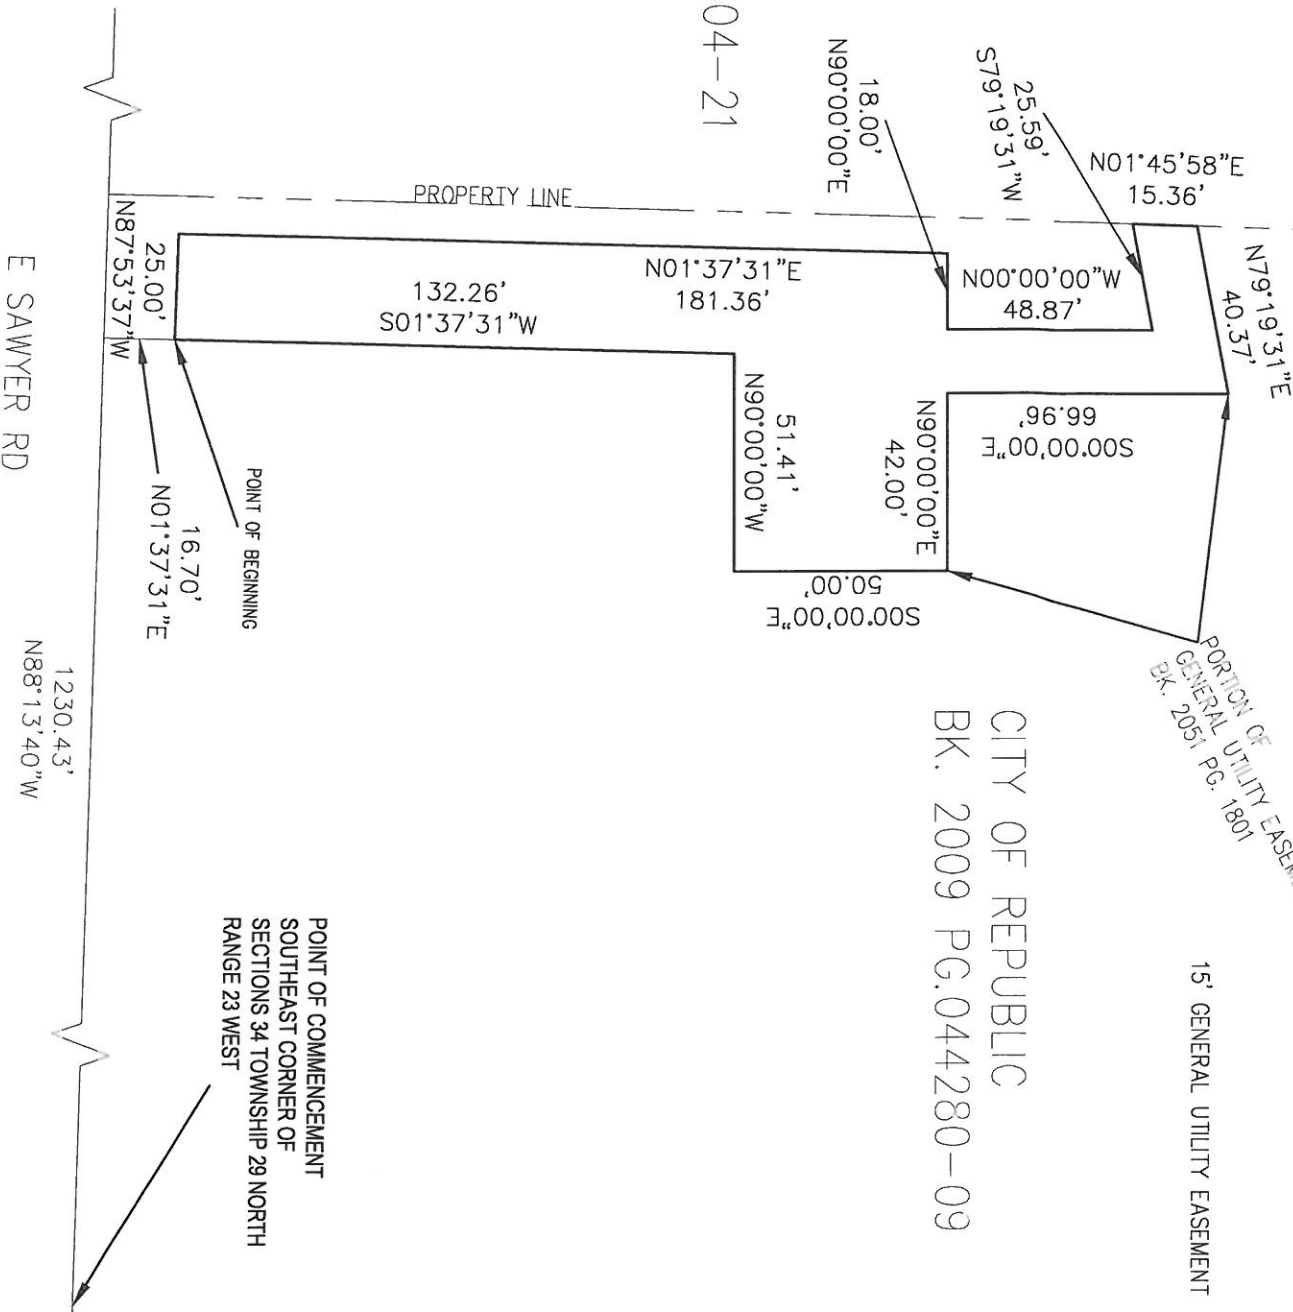 04-21
18.00'
N90°00'00"E
25.59'
S79°19'31"W
N01°45'58"E
15.36'
N79°19'31"E
40.37'
PROPERTY LINE
N01°37'31"E
181.36'
N00°00'00"W
48.87'
132.26'
S01°37'31"W
25.00'
N87°53'37"W
S00°00'00"E
66.96'
N90°00'00"E
42.00'
51.41'
N90°00'00"W
S00°00'00"E
50.00'
POINT OF BEGINNING
16.70'
N01°37'31"E
E SAWYER RD
1230.43'
N88°13'40"W
PORTION OF
GENERAL UTILITY
BK. 2051 PG. 1801
CITY OF REPUBLIC
BK. 2009 PG.044280-09
15' GENERAL UTILITY EASEMENT
POINT OF COMMENCEMENT
SOUTHEAST CORNER OF
SECTIONS 34 TOWNSHIP 29 NORTH
RANGE 23 WEST